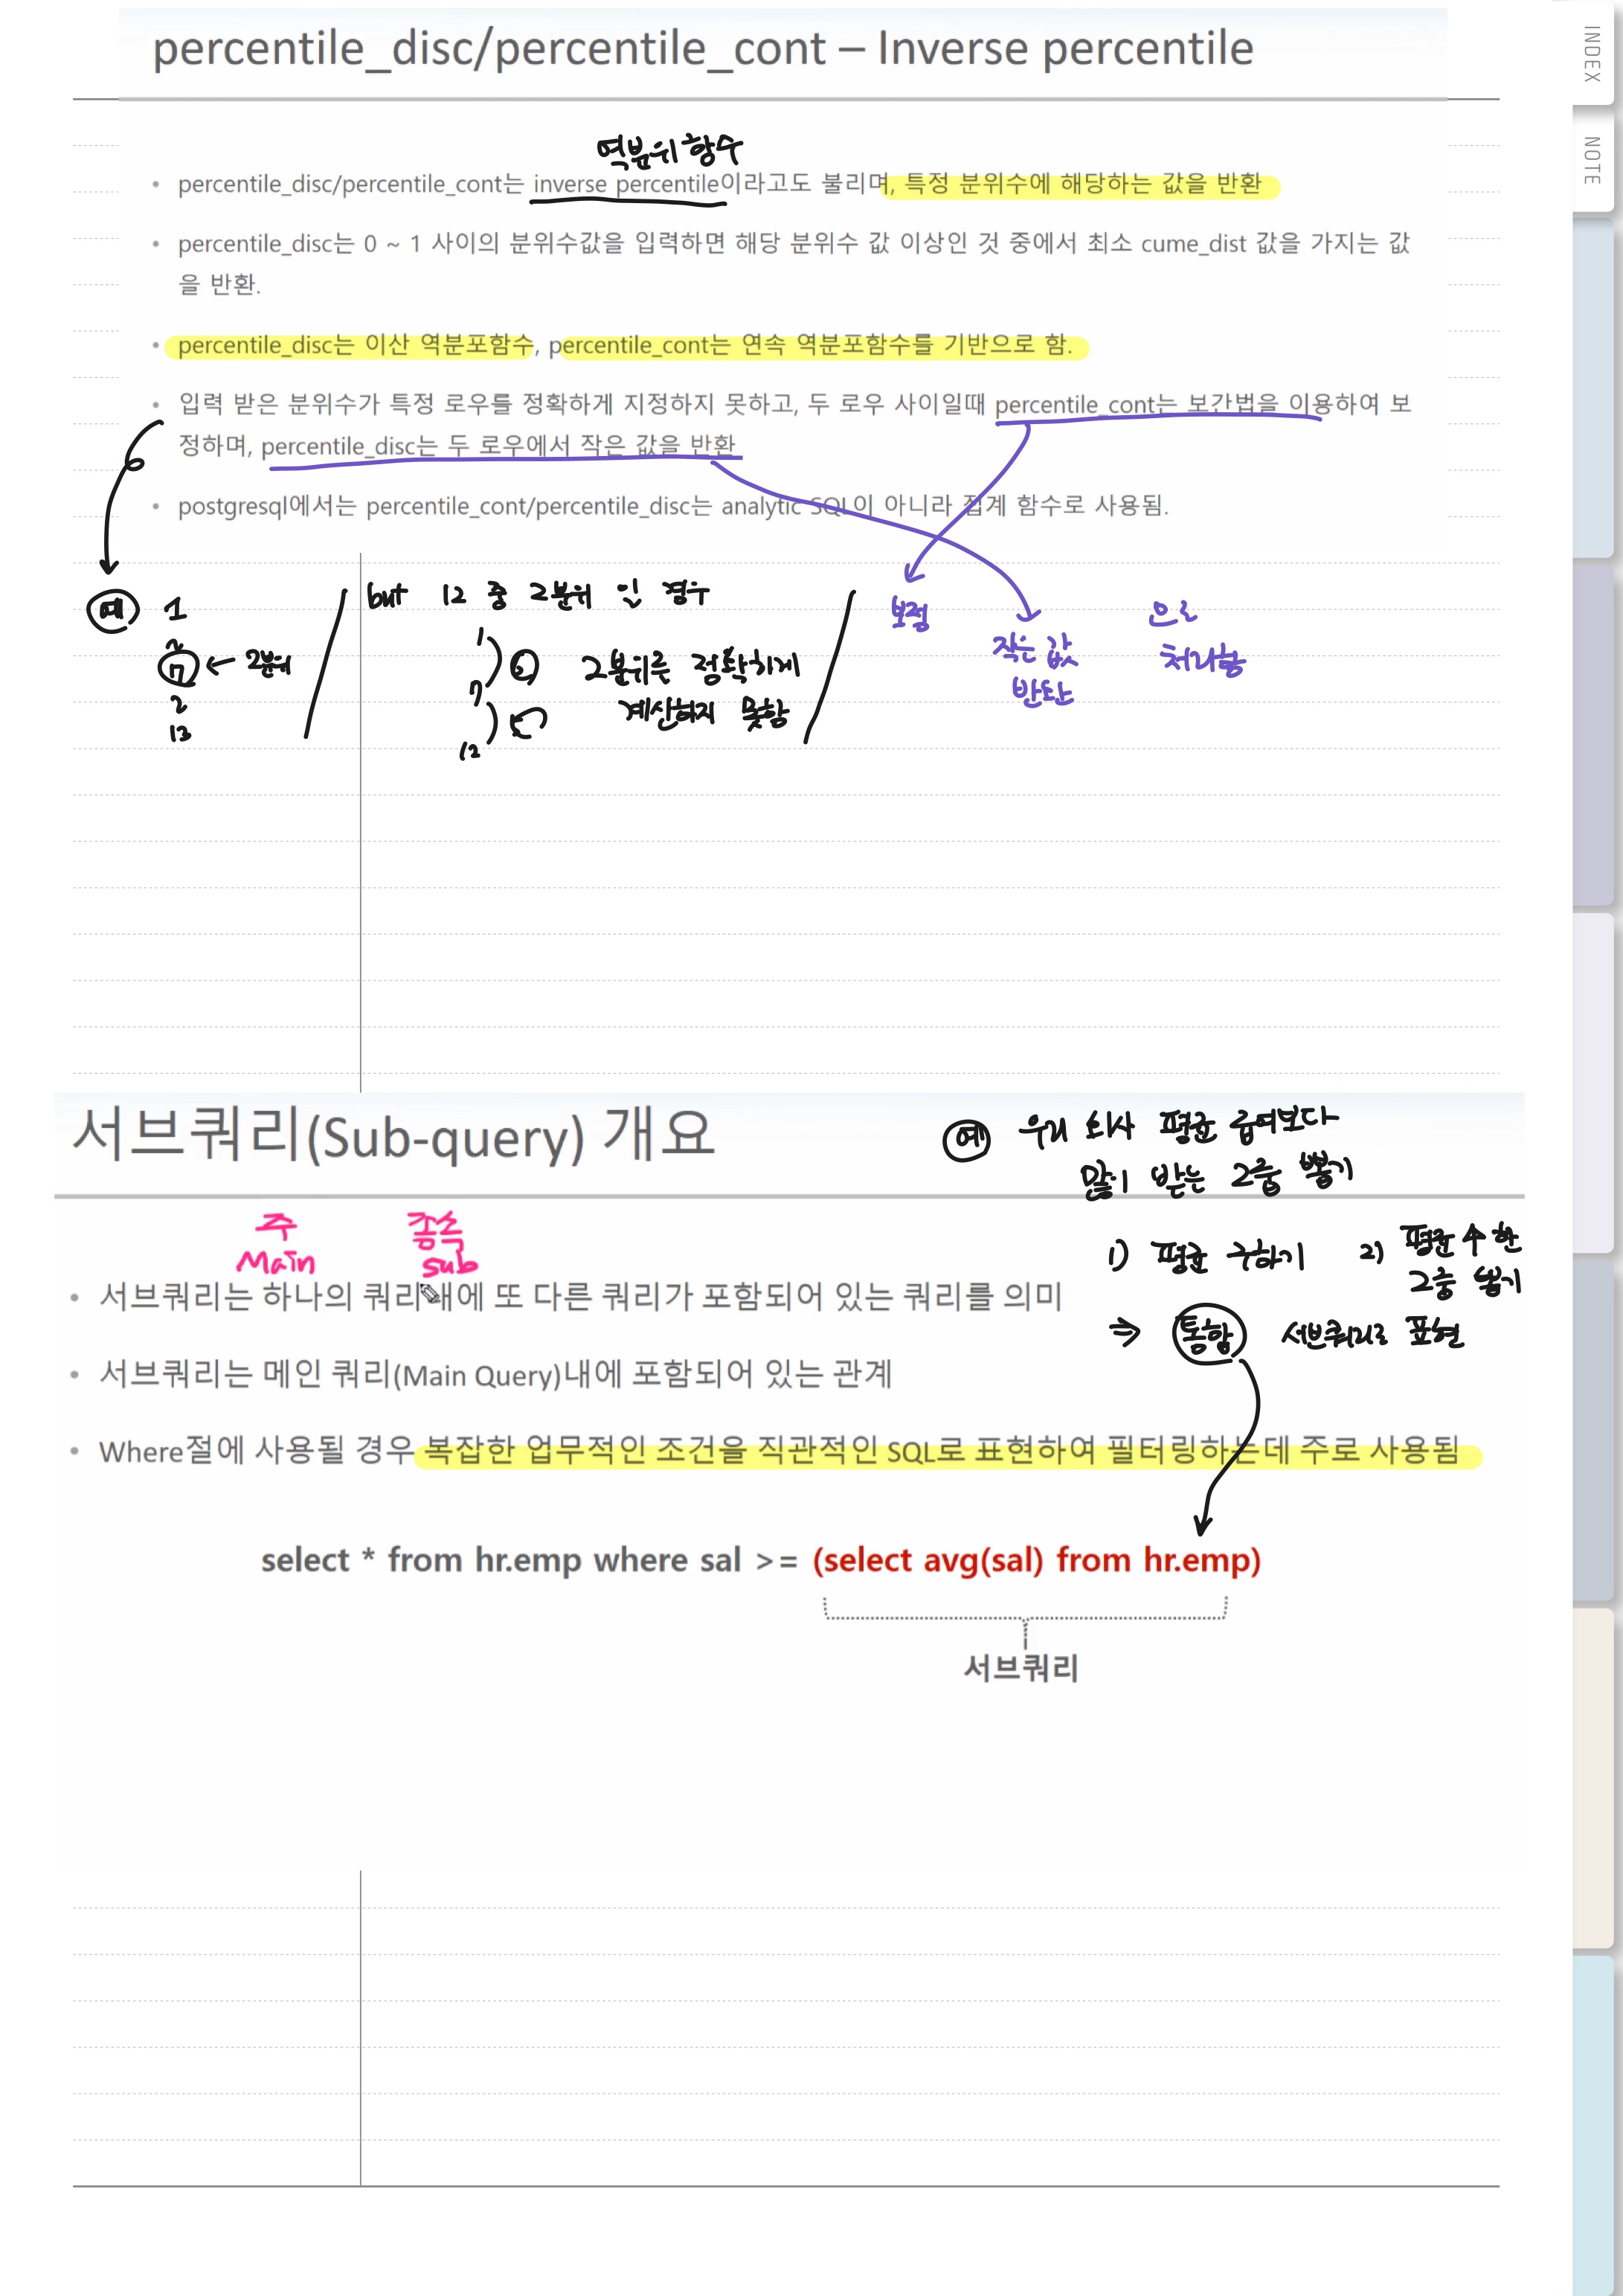 percentile_disc/percentile_cont – Inverse percentile
INDEX
NOTE
역분위 함수
• percentile_disc/percentile_cont는 inverse percentile이라고도 불리며, 특정 분위수에 해당하는 값을 반환
• percentile_disc는 0 ~ 1 사이의 분위수값을 입력하면 해당 분위수 값 이상인 것 중에서 최소 cume_dist 값을 가지는 값
을 반환.
• percentile_disc는 이산 역분포함수, percentile_cont는 연속 역분포함수를 기반으로 함.
• 입력 받은 분위수가 특정 로우를 정확하게 지정하지 못하고, 두 로우 사이일때 percentile_cont는 보간법을 이용하여 보
정하며, percentile_disc는 두 로우에서 작은 값을 반환
• postgresql에서는 percentile_cont/percentile_disc는 analytic SQL이 아니라 집계 함수로 사용됨.
예 1
7 ← 2분위
13
but 12 중 2분위 인 경우
1
7
12
2분위를 정확하게
계산하지 못함
보정
작은 값
반환
으로
처리함
서브쿼리(Sub-query) 개요
예 우리 회사 평균 급여보다
많이 받는 2중 뽑기
주
Main
종속
sub
1) 평균 구하기 2) 평균
뽑기
⇒ 통합 서브쿼리로 표현
• 서브쿼리는 하나의 쿼리내에 또 다른 쿼리가 포함되어 있는 쿼리를 의미
• 서브쿼리는 메인 쿼리(Main Query)내에 포함되어 있는 관계
• Where절에 사용될 경우 복잡한 업무적인 조건을 직관적인 SQL로 표현하여 필터링하는데 주로 사용됨
select * from hr.emp where sal >= (select avg(sal) from hr.emp)
서브쿼리